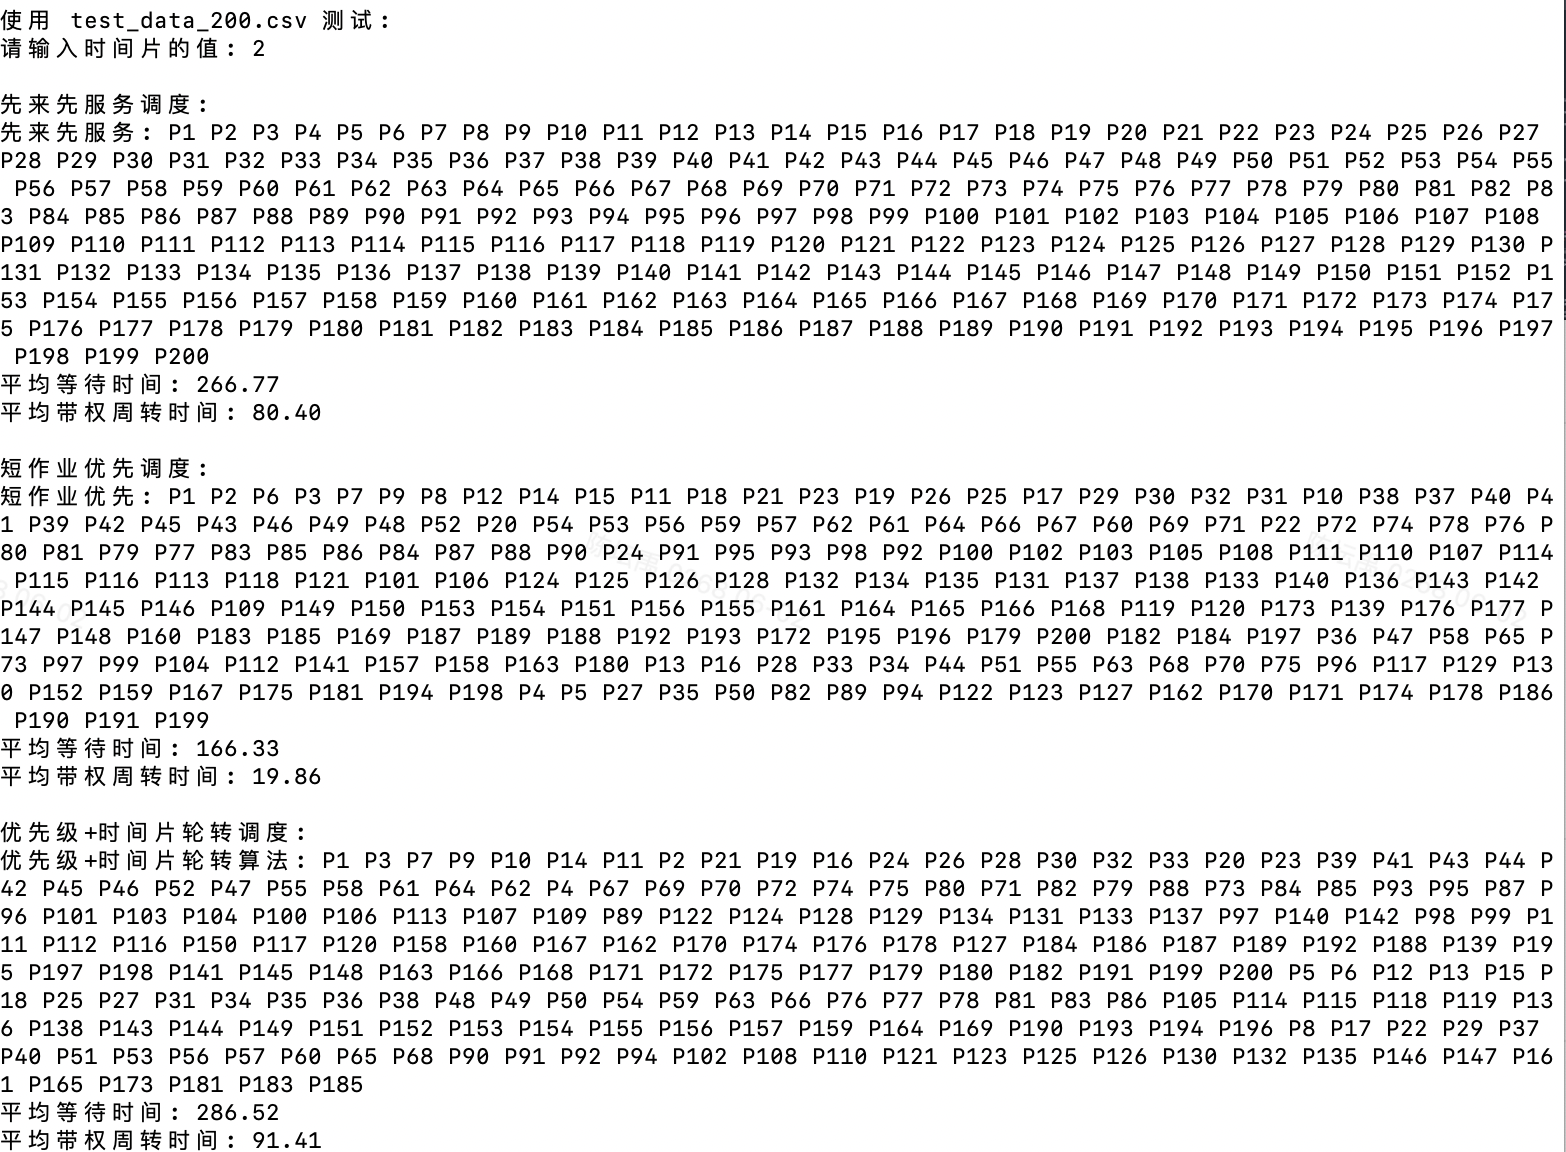 使用 test_data_200.csv 测试:
请输入时间片的值: 2
先来先服务调度:
先来先服务: P1 P2 P3 P4 P5 P6 P7 P8 P9 P10 P11 P12 P13 P14 P15 P16 P17 P18 P19 P20 P21 P22 P23 P24 P25 P26 P27
P28 P29 P30 P31 P32 P33 P34 P35 P36 P37 P38 P39 P40 P41 P42 P43 P44 P45 P46 P47 P48 P49 P50 P51 P52 P53 P54 P55
P56 P57 P58 P59 P60 P61 P62 P63 P64 P65 P66 P67 P68 P69 P70 P71 P72 P73 P74 P75 P76 P77 P78 P79 P80 P81 P82 P8
3 P84 P85 P86 P87 P88 P89 P90 P91 P92 P93 P94 P95 P96 P97 P98 P99 P100 P101 P102 P103 P104 P105 P106 P107 P108
P109 P110 P111 P112 P113 P114 P115 P116 P117 P118 P119 P120 P121 P122 P123 P124 P125 P126 P127 P128 P129 P130 P
131 P132 P133 P134 P135 P136 P137 P138 P139 P140 P141 P142 P143 P144 P145 P146 P147 P148 P149 P150 P151 P152 P1
53 P154 P155 P156 P157 P158 P159 P160 P161 P162 P163 P164 P165 P166 P167 P168 P169 P170 P171 P172 P173 P174 P17
5 P176 P177 P178 P179 P180 P181 P182 P183 P184 P185 P186 P187 P188 P189 P190 P191 P192 P193 P194 P195 P196 P197
P198 P199 P200
平均等待时间: 266.77
平均带权周转时间: 80.40
短作业优先调度:
短作业优先: P1 P2 P6 P3 P7 P9 P8 P12 P14 P15 P11 P18 P21 P23 P19 P26 P25 P17 P29 P30 P32 P31 P10 P38 P37 P40 P4
1 P39 P42 P45 P43 P46 P49 P48 P52 P20 P54 P53 P56 P59 P57 P62 P61 P64 P66 P67 P60 P69 P71 P22 P72 P74 P78 P76 P
80 P81 P79 P77 P83 P85 P86 P84 P87 P88 P90 P24 P91 P95 P93 P98 P92 P100 P102 P103 P105 P108 P111 P110 P107 P114
P115 P116 P113 P118 P121 P101 P106 P124 P125 P126 P128 P132 P134 P135 P131 P137 P138 P133 P140 P136 P143 P142
P144 P145 P146 P109 P149 P150 P153 P154 P151 P156 P155 P161 P164 P165 P166 P168 P119 P120 P173 P139 P176 P177 P
147 P148 P160 P183 P185 P169 P187 P189 P188 P192 P193 P172 P195 P196 P179 P200 P182 P184 P197 P36 P47 P58 P65 P
73 P97 P99 P104 P112 P141 P157 P158 P163 P180 P13 P16 P28 P33 P34 P44 P51 P55 P63 P68 P70 P75 P96 P117 P129 P13
0 P152 P159 P167 P175 P181 P194 P198 P4 P5 P27 P35 P50 P82 P89 P94 P122 P123 P127 P162 P170 P171 P174 P178 P186
P190 P191 P199
平均等待时间: 166.33
平均带权周转时间: 19.86
优先级+时间片轮转调度:
优先级+时间片轮转算法: P1 P3 P7 P9 P10 P14 P11 P2 P21 P19 P16 P24 P26 P28 P30 P32 P33 P20 P23 P39 P41 P43 P44 P
42 P45 P46 P52 P47 P55 P58 P61 P64 P62 P4 P67 P69 P70 P72 P74 P75 P80 P71 P82 P79 P88 P73 P84 P85 P93 P95 P87 P
96 P101 P103 P104 P100 P106 P113 P107 P109 P89 P122 P124 P128 P129 P134 P131 P133 P137 P97 P140 P142 P98 P99 P1
11 P112 P116 P150 P117 P120 P158 P160 P167 P162 P170 P174 P176 P178 P127 P184 P186 P187 P189 P192 P188 P139 P19
5 P197 P198 P141 P145 P148 P163 P166 P168 P171 P172 P175 P177 P179 P180 P182 P191 P199 P200 P5 P6 P12 P13 P15 P
18 P25 P27 P31 P34 P35 P36 P38 P48 P49 P50 P54 P59 P63 P66 P76 P77 P78 P81 P83 P86 P105 P114 P115 P118 P119 P13
6 P138 P143 P144 P149 P151 P152 P153 P154 P155 P156 P157 P159 P164 P169 P190 P193 P194 P196 P8 P17 P22 P29 P37
P40 P51 P53 P56 P57 P60 P65 P68 P90 P91 P92 P94 P102 P108 P110 P121 P123 P125 P126 P130 P132 P135 P146 P147 P16
1 P165 P173 P181 P183 P185
平均等待时间: 286.52
平均带权周转时间: 91.41